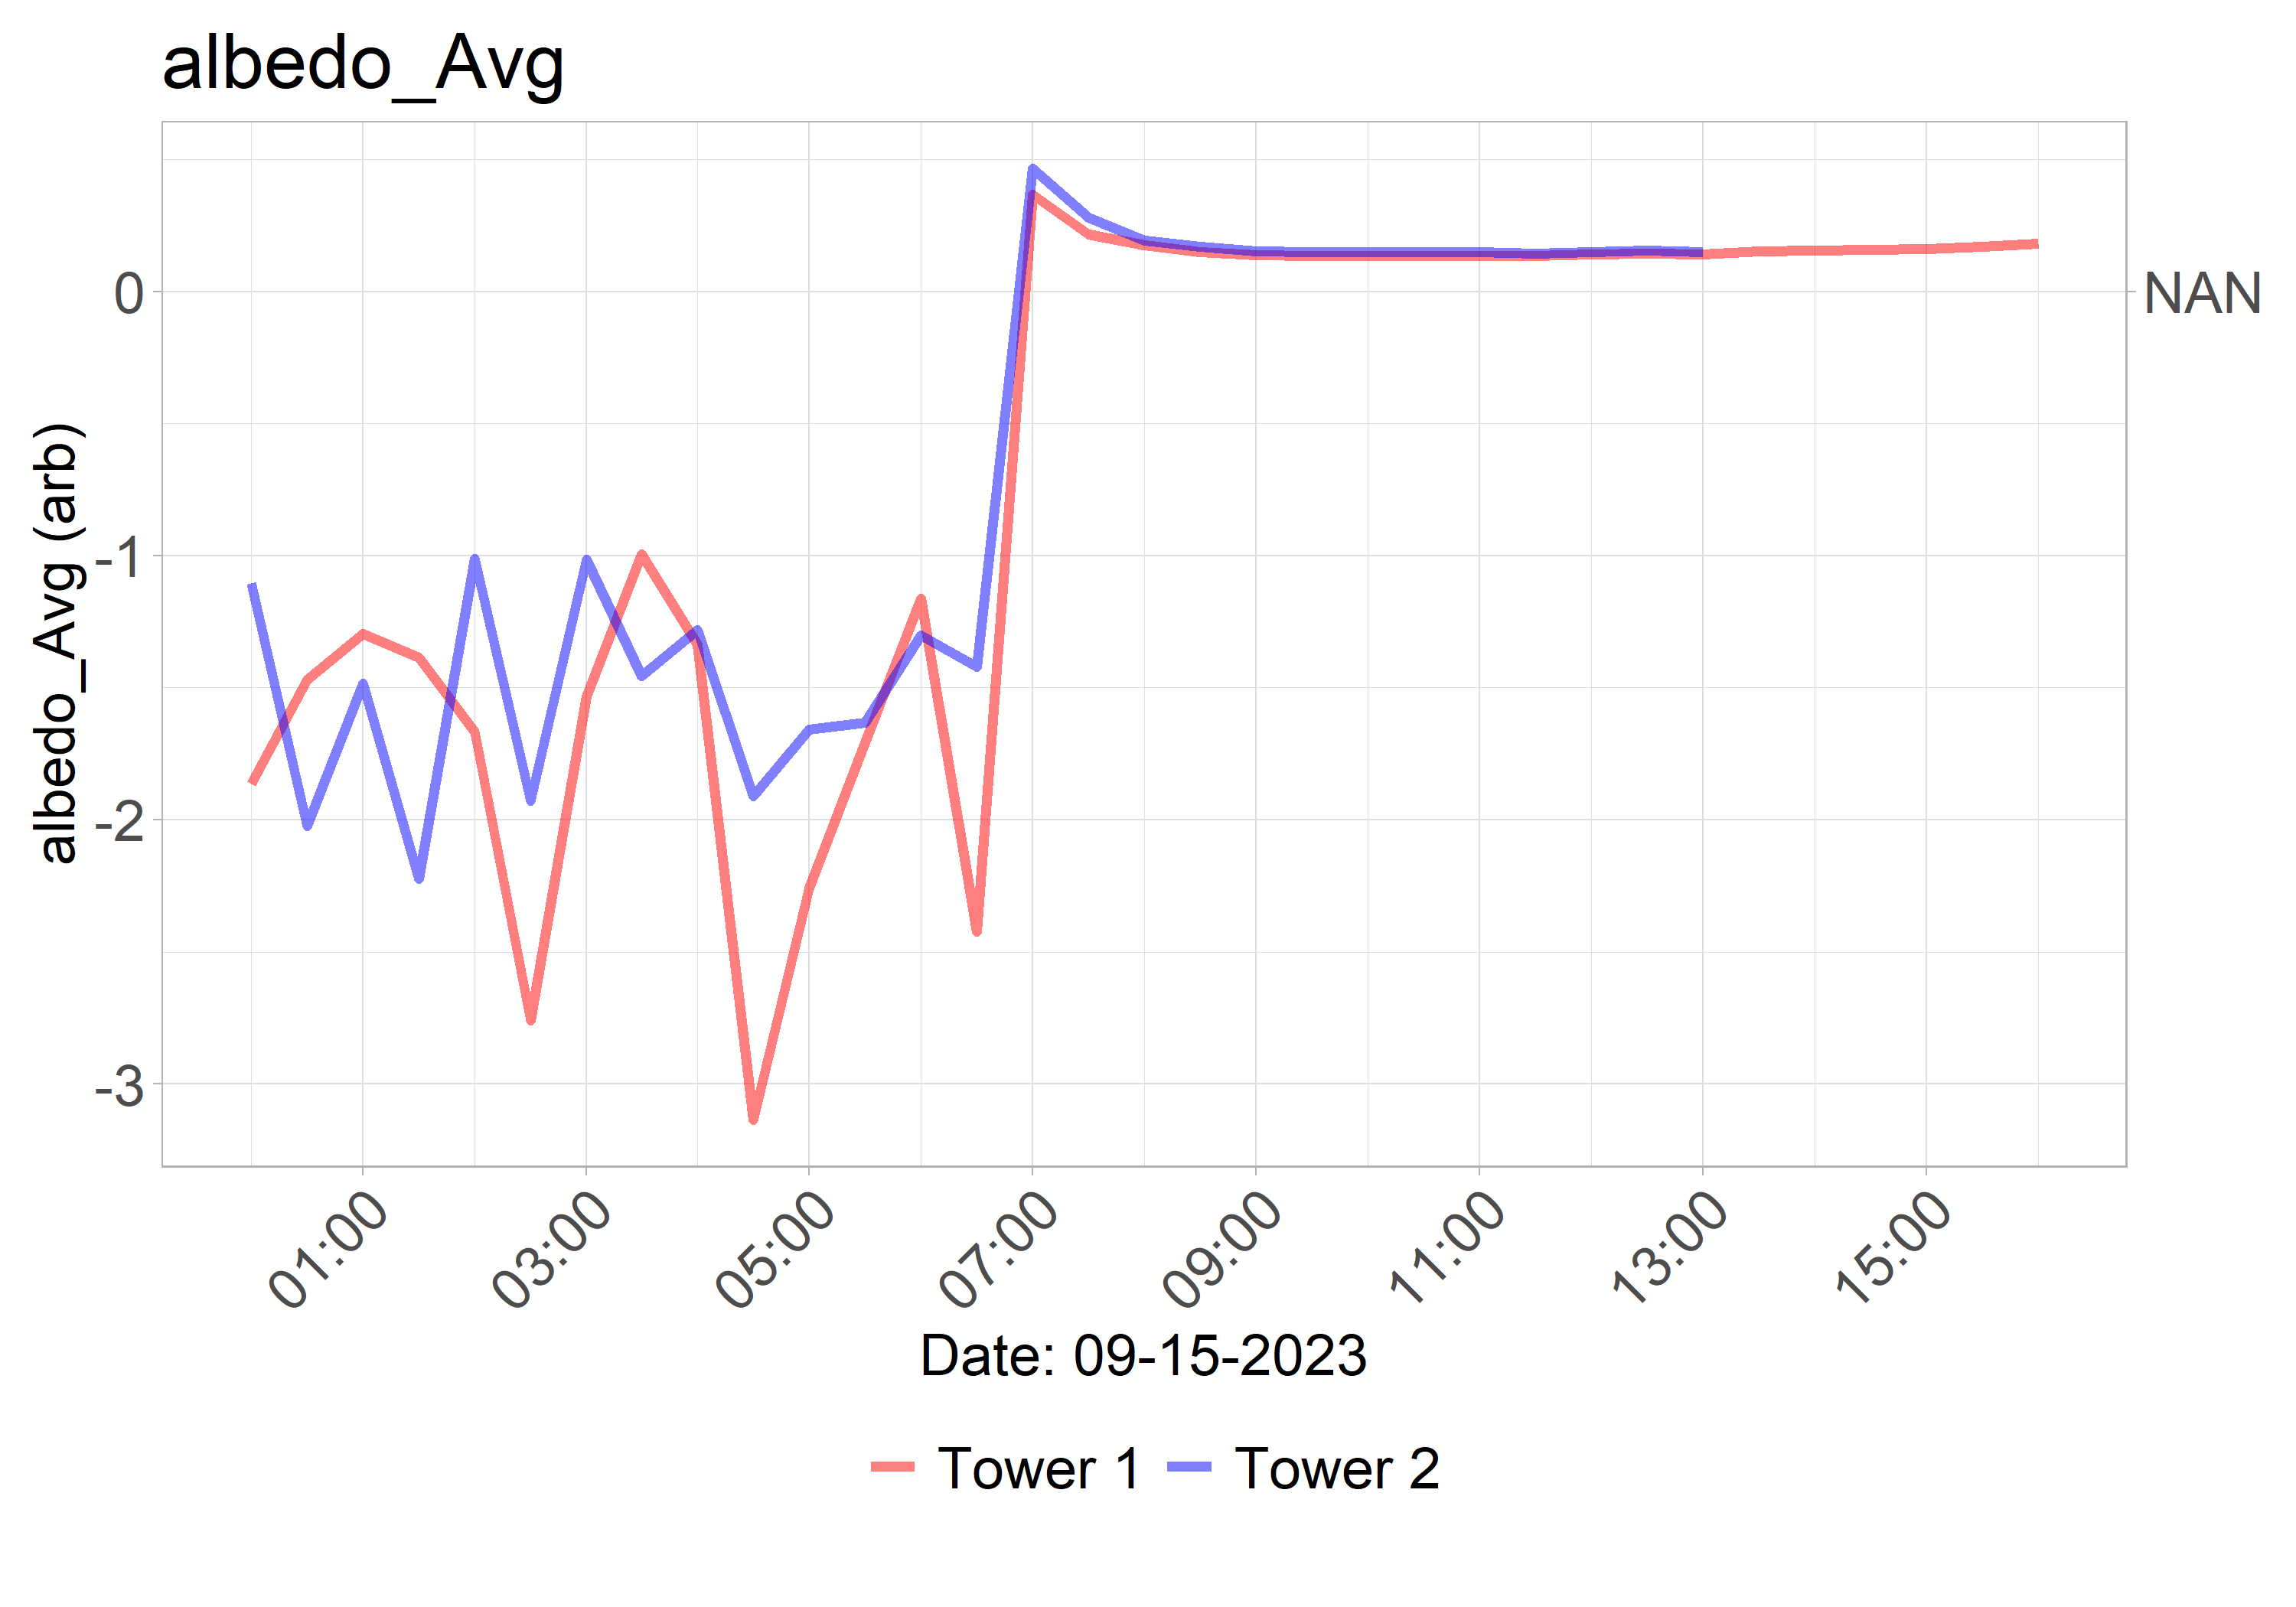 albedo_Avg
albedo_Avg (arb)
0
-1
-2
-3
NAN
01:00
03:00
05:00
07:00
09:00
11:00
13:00
15:00
Date: 09-15-2023
Tower 1
Tower 2